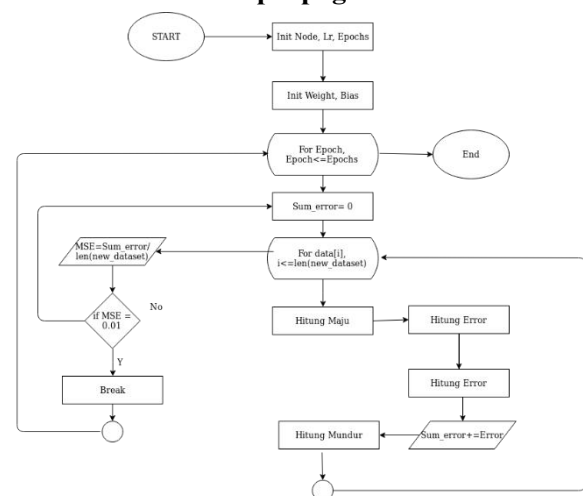 START
Init Node, Lr, Epochs
Init Weight, Bias
For Epoch,
Epoch<=Epochs
End
Sum_error= 0
For data[i],
i<=len(new_dataset)
MSE=Sum_error/
len(new_dataset)
if MSE =
0.01
No
Y
Break
Hitung Maju
Hitung Error
Hitung Error
Sum_error+=Error
Hitung Mundur